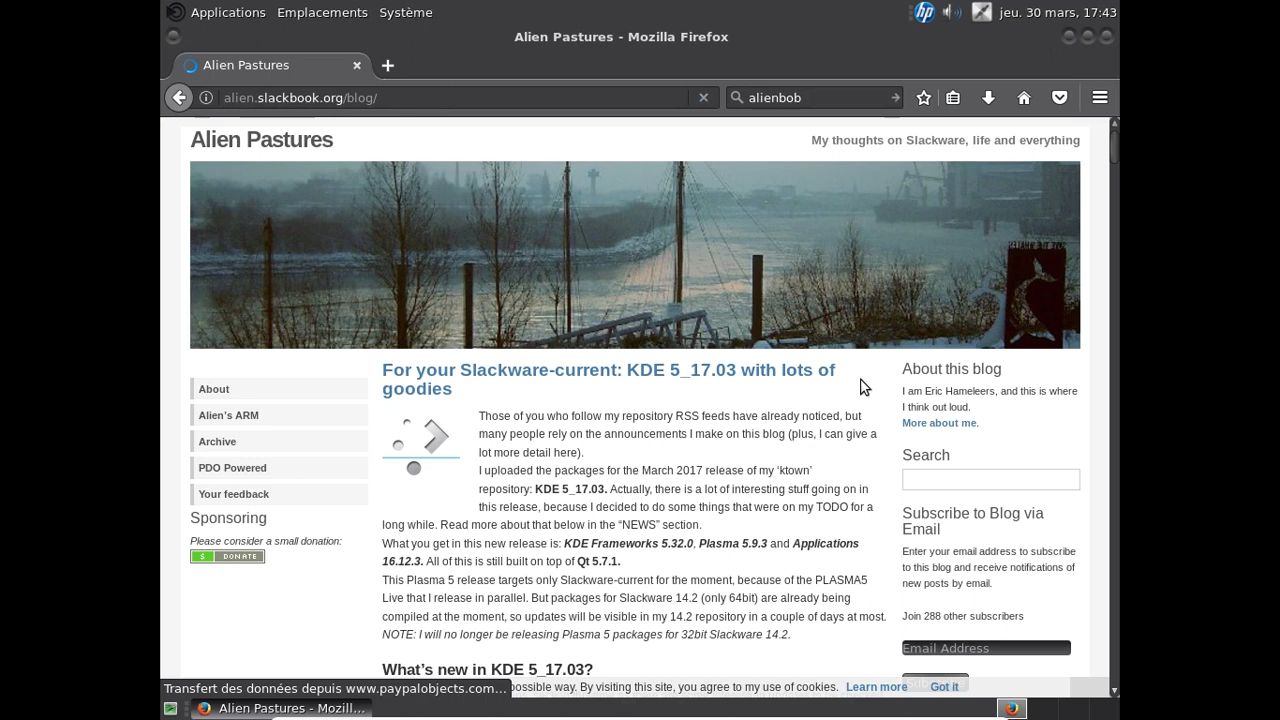 Applications Emplacements Système
jeu. 30 mars, 17:43
Alien Pastures - Mozilla Firefox
Alien Pastures
alien.slackbook.org/blog/
alienbob
Alien Pastures
My thoughts on Slackware, life and everything
About
Alien's ARM
Archive
PDO Powered
Your feedback
Sponsoring
Please consider a small donation:
$ DONATE
For your Slackware-current: KDE 5_17.03 with lots of
goodies
Those of you who follow my repository RSS feeds have already noticed, but
many people rely on the announcements I make on this blog (plus, I can give a
lot more detail here).
I uploaded the packages for the March 2017 release of my ‘ktown’
repository: KDE 5_17.03. Actually, there is a lot of interesting stuff going on in
this release, because I decided to do some things that were on my TODO for a
long while. Read more about that below in the “NEWS” section.
What you get in this new release is: KDE Frameworks 5.32.0, Plasma 5.9.3 and Applications
16.12.3. All of this is still built on top of Qt 5.7.1.
This Plasma 5 release targets only Slackware-current for the moment, because of the PLASMA5
Live that I release in parallel. But packages for Slackware 14.2 (only 64bit) are already being
compiled at the moment, so updates will be visible in my 14.2 repository in a couple of days at most.
NOTE: I will no longer be releasing Plasma 5 packages for 32bit Slackware 14.2.
What’s new in KDE 5_17.03?
About this blog
I am Eric Hameleers, and this is where
I think out loud.
More about me.
Search
Subscribe to Blog via
Email
Enter your email address to subscribe
to this blog and receive notifications of
new posts by email.
Join 288 other subscribers
Email Address
possible way. By visiting this site, you agree to my use of cookies. Learn more Got it
Transfert des données depuis www.paypalobjects.com...
Alien Pastures - Mozill...